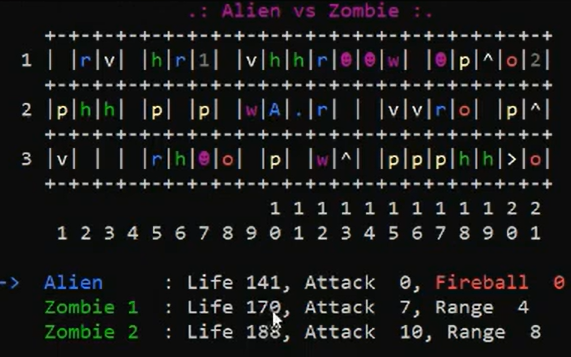 .: Alien vs Zombie :.
+-+-+-+-+-+-+-+-+-+-+-+-+-+-+-+-+-+-+-+-+-+
1 | |r|v| |h|r|1| |v|h|h|r|☻|☻|w| |☻|p|^|o|2|
+-+-+-+-+-+-+-+-+-+-+-+-+-+-+-+-+-+-+-+-+-+
2 |p|h|h| |p| |p| |w|A|.|r| | |v|v|r|o| |p|^|
+-+-+-+-+-+-+-+-+-+-+-+-+-+-+-+-+-+-+-+-+-+
3 |v| | | |r|h|☻|o| |p| |w|^| |p|p|p|h|h|>|o|
+-+-+-+-+-+-+-+-+-+-+-+-+-+-+-+-+-+-+-+-+-+
1 1 1 1 1 1 1 1 1 1 2 2
1 2 3 4 5 6 7 8 9 0 1 2 3 4 5 6 7 8 9 0 1
-> Alien : Life 141, Attack 0, Fireball 0
Zombie 1 : Life 170, Attack 7, Range 4
Zombie 2 : Life 188, Attack 10, Range 8